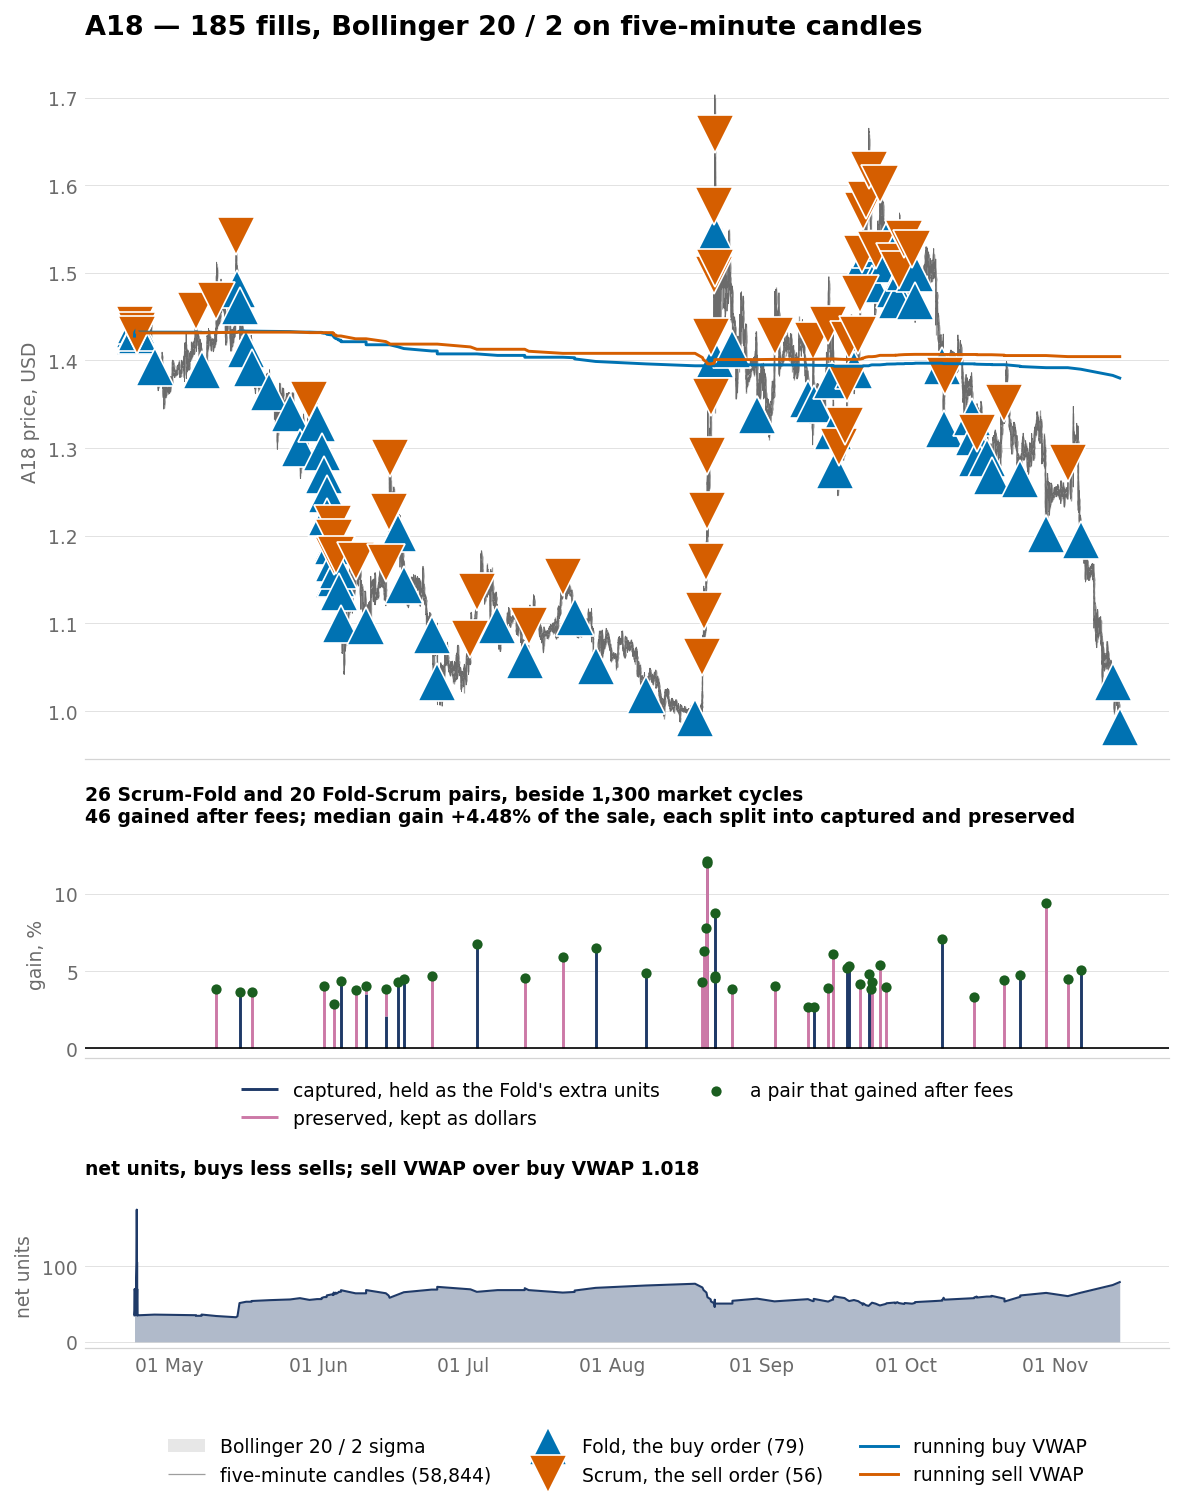 A18 — 185 fills, Bollinger 20 / 2 on five-minute candles
1.7
1.6
1.5
1.4
1.3
1.2
1.1
1.0
A18 price, USD
26 Scrum-Fold and 20 Fold-Scrum pairs, beside 1,300 market cycles
46 gained after fees; median gain +4.48% of the sale, each split into captured and preserved
10
5
0
gain, %
captured, held as the Fold's extra units
a pair that gained after fees
preserved, kept as dollars
net units, buys less sells; sell VWAP over buy VWAP 1.018
100
0
net units
01 May
01 Jun
01 Jul
01 Aug
01 Sep
01 Oct
01 Nov
Bollinger 20 / 2 sigma
Fold, the buy order (79)
running buy VWAP
five-minute candles (58,844)
Scrum, the sell order (56)
running sell VWAP